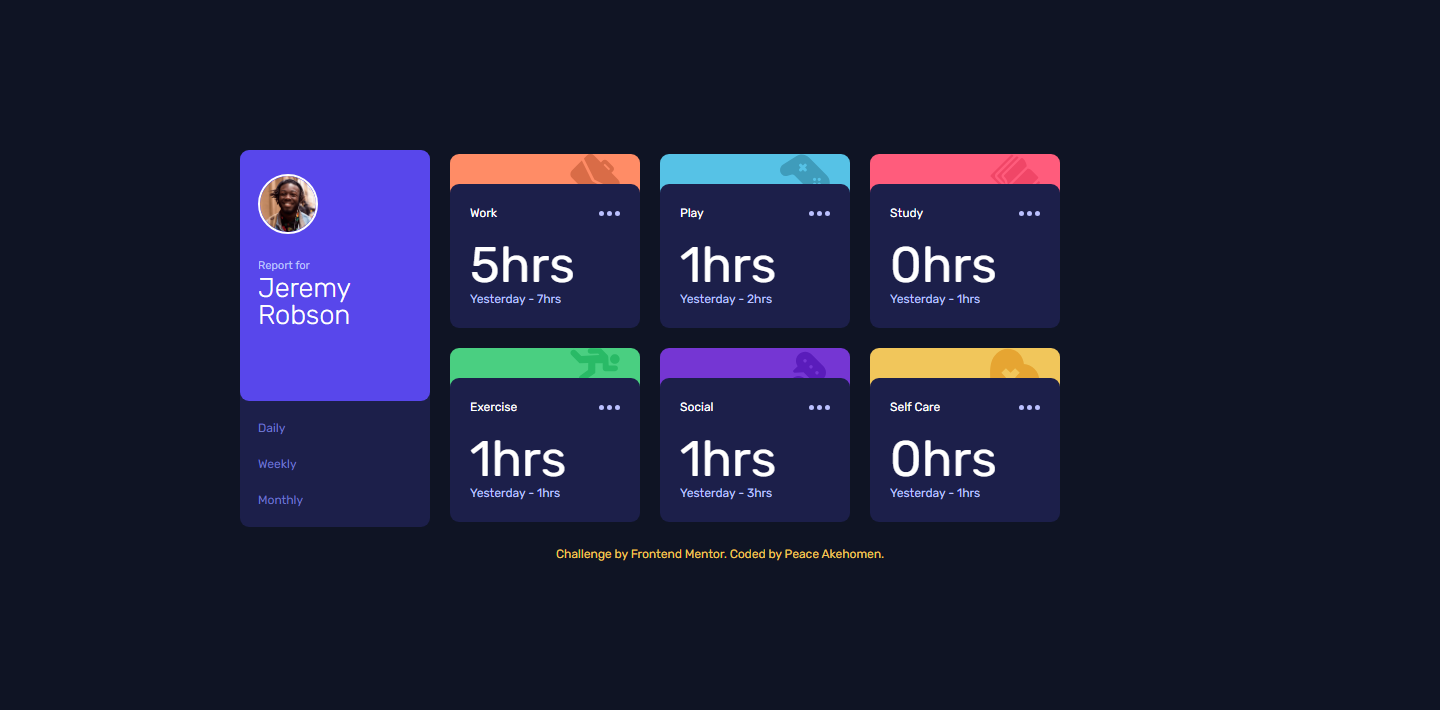 Report for
Jeremy
Robson
Daily
Weekly
Monthly
Work
5hrs
Yesterday - 7hrs
Play
1hrs
Yesterday - 2hrs
Study
0hrs
Yesterday - 1hrs
Exercise
1hrs
Yesterday - 1hrs
Social
1hrs
Yesterday - 3hrs
Self Care
0hrs
Yesterday - 1hrs
Challenge by Frontend Mentor. Coded by Peace Akehomen.